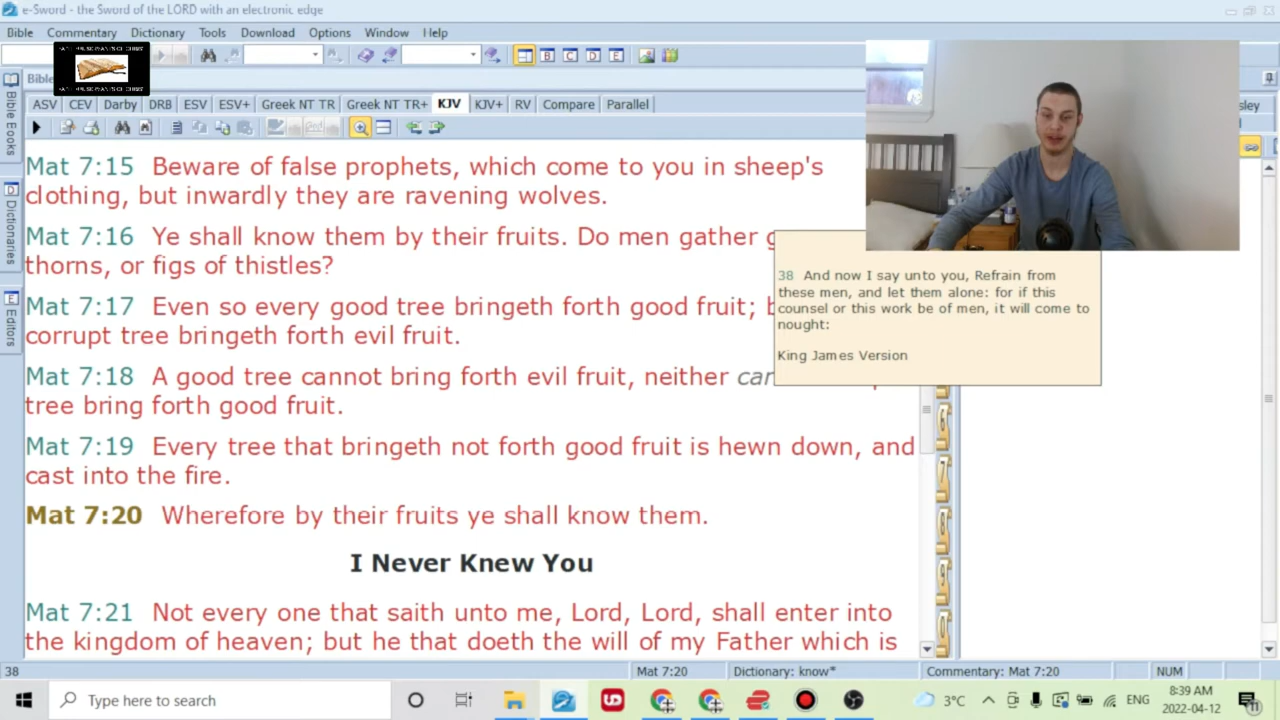 e-Sword - the Sword of the LORD with an electronic edge
Bible Commentary Dictionary Tools Download Options Window Help
Bible
ASV CEV Darby DRB ESV ESV+ Greek NT TR Greek NT TR+ KJV KJV+ RV Compare Parallel
Bible Books
Dictionaries
Editors
Mat 7:15 Beware of false prophets, which come to you in sheep's
clothing, but inwardly they are ravening wolves.
Mat 7:16 Ye shall know them by their fruits. Do men gather
thorns, or figs of thistles?
Mat 7:17 Even so every good tree bringeth forth good fruit;
corrupt tree bringeth forth evil fruit.
Mat 7:18 A good tree cannot bring forth evil fruit, neither
tree bring forth good fruit.
Mat 7:19 Every tree that bringeth not forth good fruit is hewn down, and
cast into the fire.
Mat 7:20 Wherefore by their fruits ye shall know them.
I Never Knew You
Mat 7:21 Not every one that saith unto me, Lord, Lord, shall enter into
the kingdom of heaven; but he that doeth the will of my Father which is
38 And now I say unto you, Refrain from
these men, and let them alone: for if this
counsel or this work be of men, it will come to
nought:
King James Version
38 Mat 7:20 Dictionary: know* Commentary: Mat 7:20 NUM
Type here to search
3°C ENG
8:39 AM
2022-04-12